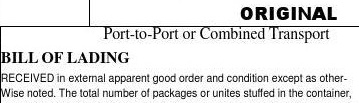 ORIGINAL
Port-to-Port or Combined Transport
BILL OF LADING
RECEIVED in external apparent good order and condition except as other-
Wise noted. The total number of packages or unites stuffed in the container,